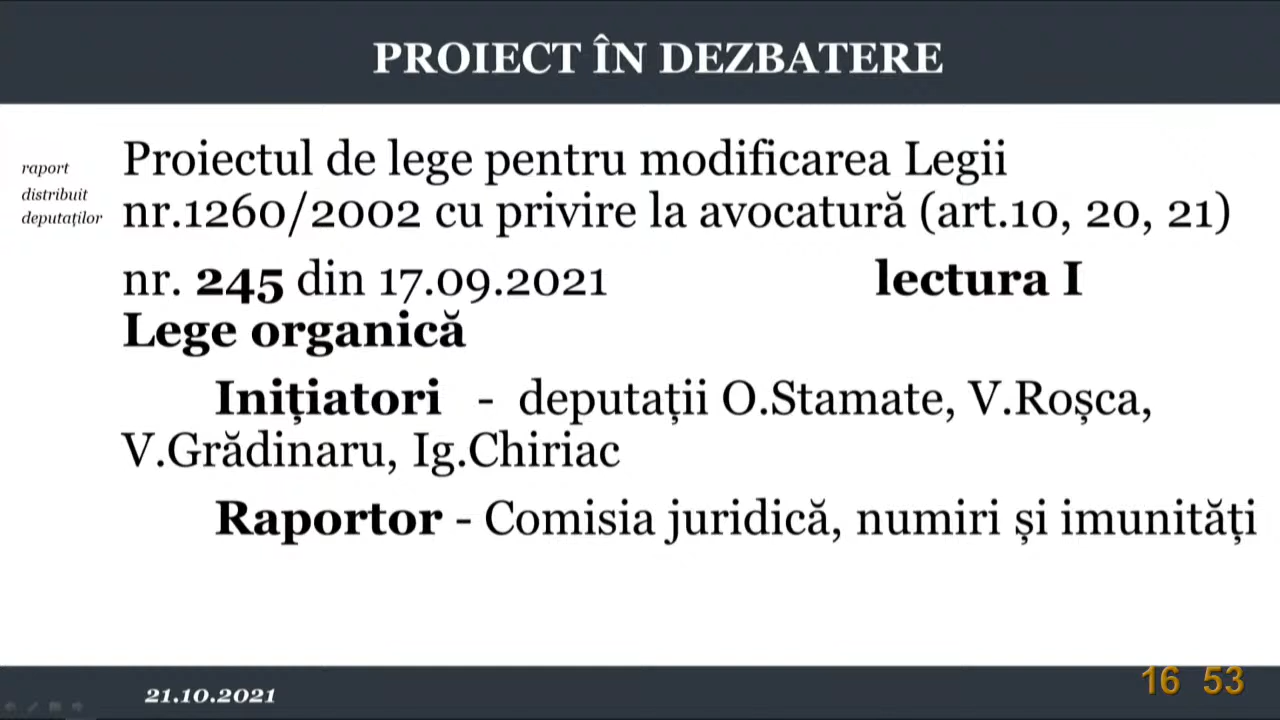 PROIECT ÎN DEZBATERE
raport
distribuit
deputaților
Proiectul de lege pentru modificarea Legii
nr.1260/2002 cu privire la avocatură (art.10, 20, 21)
nr. 245 din 17.09.2021 lectura I
Lege organică
Inițiatori - deputații O.Stamate, V.Roșca,
V.Grădinaru, Ig.Chiriac
Raportor - Comisia juridică, numiri și imunități
21.10.2021
16 53